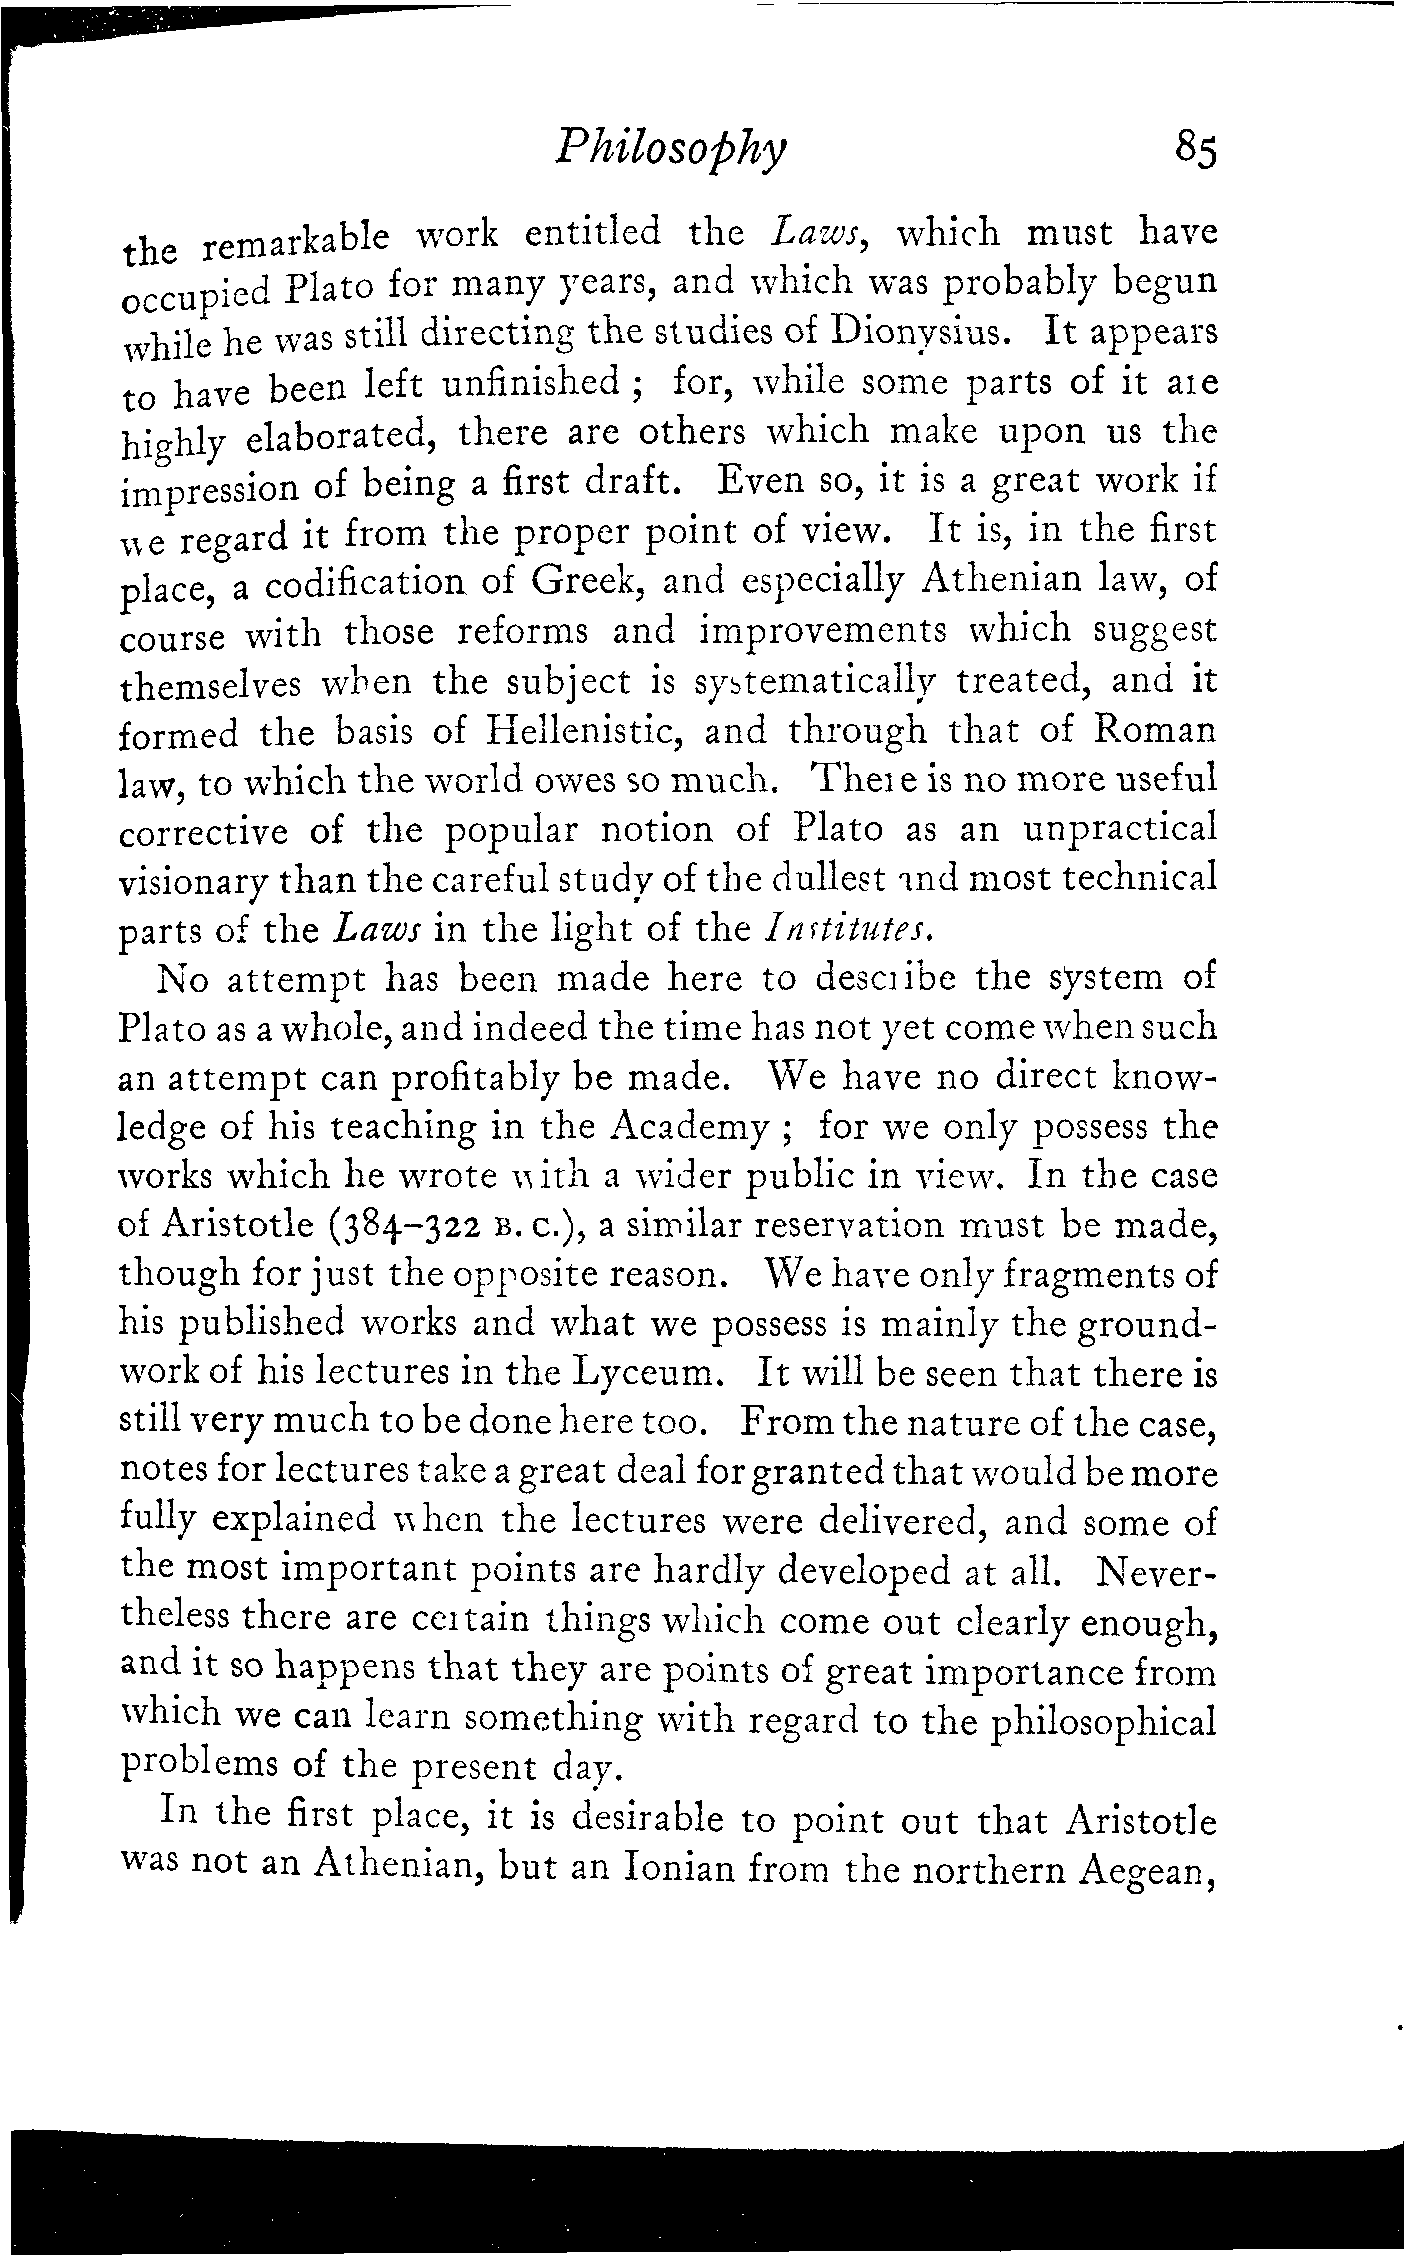 Philosophy 85
the remarkable work entitled the Laws, which must have
occupied Plato for many years, and which was probably begun
while he was still directing the studies of Dionysius. It appears
to have been left unfinished ; for, while some parts of it are
highly elaborated, there are others which make upon us the
impression of being a first draft. Even so, it is a great work if
we regard it from the proper point of view. It is, in the first
place, a codification of Greek, and especially Athenian law, of
course with those reforms and improvements which suggest
themselves when the subject is systematically treated, and it
formed the basis of Hellenistic, and through that of Roman
law, to which the world owes so much. There is no more useful
corrective of the popular notion of Plato as an unpractical
visionary than the careful study of the dullest and most technical
parts of the Laws in the light of the Institutes.
No attempt has been made here to describe the system of
Plato as a whole, and indeed the time has not yet come when such
an attempt can profitably be made. We have no direct know-
ledge of his teaching in the Academy ; for we only possess the
works which he wrote with a wider public in view. In the case
of Aristotle (384–322 B. C.), a similar reservation must be made,
though for just the opposite reason. We have only fragments of
his published works and what we possess is mainly the ground-
work of his lectures in the Lyceum. It will be seen that there is
still very much to be done here too. From the nature of the case,
notes for lectures take a great deal for granted that would be more
fully explained when the lectures were delivered, and some of
the most important points are hardly developed at all. Never-
theless there are certain things which come out clearly enough,
and it so happens that they are points of great importance from
which we can learn something with regard to the philosophical
problems of the present day.
In the first place, it is desirable to point out that Aristotle
was not an Athenian, but an Ionian from the northern Aegean,